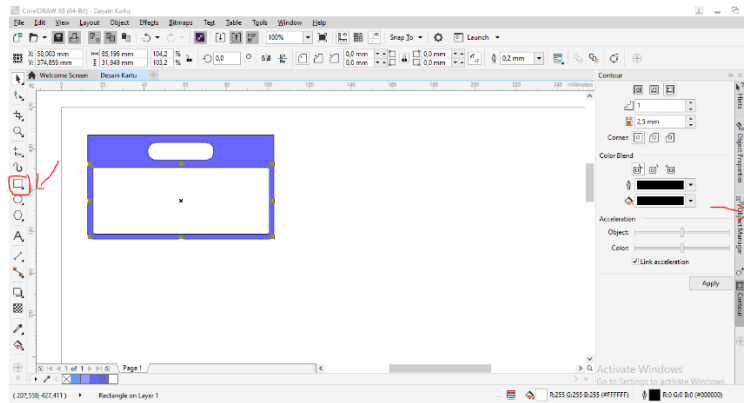 CorelDRAW X8 (64-Bit) - Desain Kartu
File Edit View Layout Object Effects Bitmaps Text Table Tools Window Help
100% Snap To Launch
X: 50,003 mm 85,196 mm 104,2 % 0,0 0,0 mm 0,0 mm 0,2 mm
Y: 374,859 mm 31,949 mm 103,2 % 0,0 mm 0,0 mm
Welcome Screen Desain Kartu
millimeters
Contour
1
2,5 mm
Corner:
Color Blend
Acceleration
Object:
Color:
Link acceleration
Apply
Hints
Object Properties
Object Manager
Contour
1 of 1 Page 1
Activate Windows
Go to Settings to activate Windows.
( 207,558; 427,411 ) Rectangle on Layer 1 R:255 G:255 B:255 (#FFFFFF) R:0 G:0 B:0 (#000000)